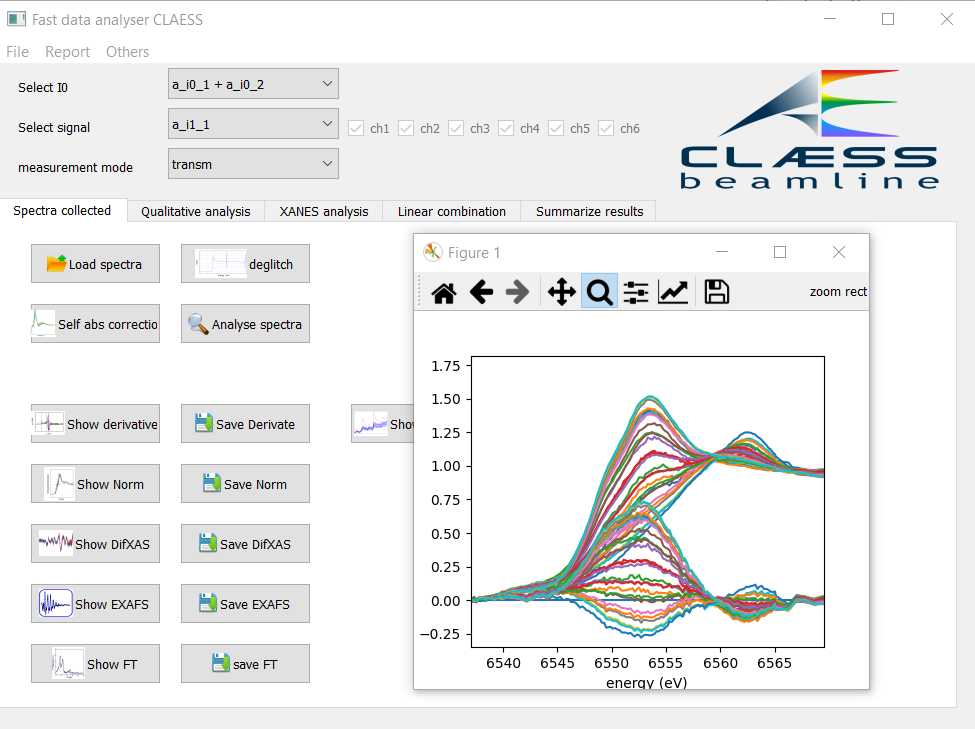 Fast data analyser CLAESS
File Report Others
Select I0 a_i0_1 + a_i0_2
Select signal a_i1_1 ch1 ch2 ch3 ch4 ch5 ch6
measurement mode transm
CLÆSS
beamline
Spectra collected Qualitative analysis XANES analysis Linear combination Summarize results
Load spectra deglitch
Self abs correctio Analyse spectra
Show derivative Save Derivate Sho
Show Norm Save Norm
Show DifXAS Save DifXAS
Show EXAFS Save EXAFS
Show FT save FT
Figure 1
zoom rect
1.75
1.50
1.25
1.00
0.75
0.50
0.25
0.00
−0.25
6540 6545 6550 6555 6560 6565
energy (eV)